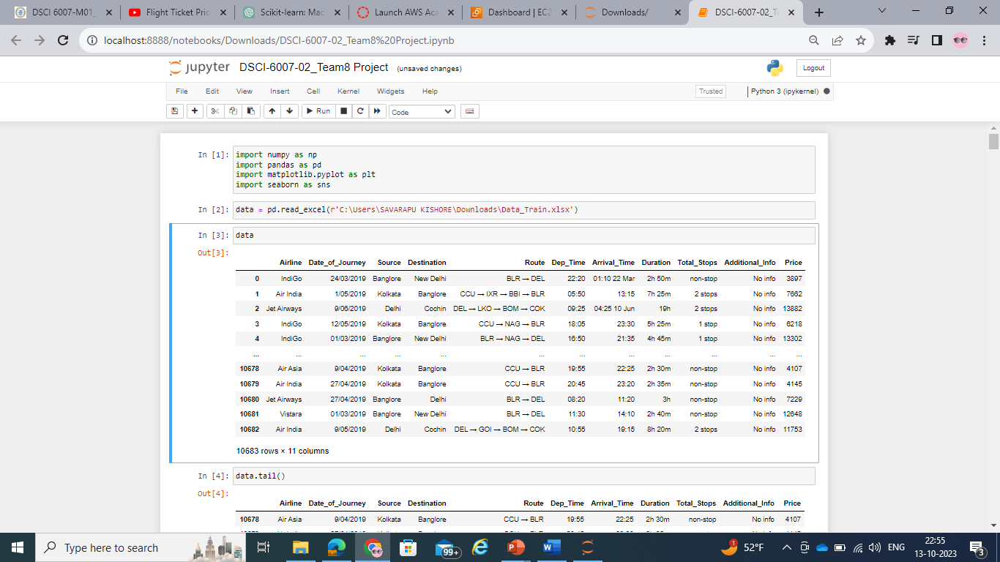 DSCI 6007-M01_
Flight Ticket Pric
Scikit-learn: Mac
Launch AWS Aca
Dashboard | EC2
Downloads/
DSCI-6007-02_Te
localhost:8888/notebooks/Downloads/DSCI-6007-02_Team8%20Project.ipynb
jupyter DSCI-6007-02_Team8 Project (unsaved changes)
Logout
File Edit View Insert Cell Kernel Widgets Help
Trusted
Python 3 (ipykernel)
Run
Code
In [1]: import numpy as np
import pandas as pd
import matplotlib.pyplot as plt
import seaborn as sns
In [2]: data = pd.read_excel(r'C:\Users\SAVARAPU KISHORE\Downloads\Data_Train.xlsx')
In [3]: data
Out[3]:
Airline Date_of_Journey Source Destination Route Dep_Time Arrival_Time Duration Total_Stops Additional_Info Price
0 IndiGo 24/03/2019 Banglore New Delhi BLR → DEL 22:20 01:10 22 Mar 2h 50m non-stop No info 3897
1 Air India 1/05/2019 Kolkata Banglore CCU → IXR → BBI → BLR 05:50 13:15 7h 25m 2 stops No info 7662
2 Jet Airways 9/06/2019 Delhi Cochin DEL → LKO → BOM → COK 09:25 04:25 10 Jun 19h 2 stops No info 13882
3 IndiGo 12/05/2019 Kolkata Banglore CCU → NAG → BLR 18:05 23:30 5h 25m 1 stop No info 6218
4 IndiGo 01/03/2019 Banglore New Delhi BLR → NAG → DEL 16:50 21:35 4h 45m 1 stop No info 13302
... ... ... ... ... ... ... ... ... ... ... ...
10678 Air Asia 9/04/2019 Kolkata Banglore CCU → BLR 19:55 22:25 2h 30m non-stop No info 4107
10679 Air India 27/04/2019 Kolkata Banglore CCU → BLR 20:45 23:20 2h 35m non-stop No info 4145
10680 Jet Airways 27/04/2019 Banglore Delhi BLR → DEL 08:20 11:20 3h non-stop No info 7229
10681 Vistara 01/03/2019 Banglore New Delhi BLR → DEL 11:30 14:10 2h 40m non-stop No info 12648
10682 Air India 9/05/2019 Delhi Cochin DEL → GOI → BOM → COK 10:55 19:15 8h 20m 2 stops No info 11753
10683 rows × 11 columns
In [4]: data.tail()
Out[4]:
Airline Date_of_Journey Source Destination Route Dep_Time Arrival_Time Duration Total_Stops Additional_Info Price
10678 Air Asia 9/04/2019 Kolkata Banglore CCU → BLR 19:55 22:25 2h 30m non-stop No info 4107
Type here to search
99+
1
52°F
ENG
22:55
13-10-2023
3